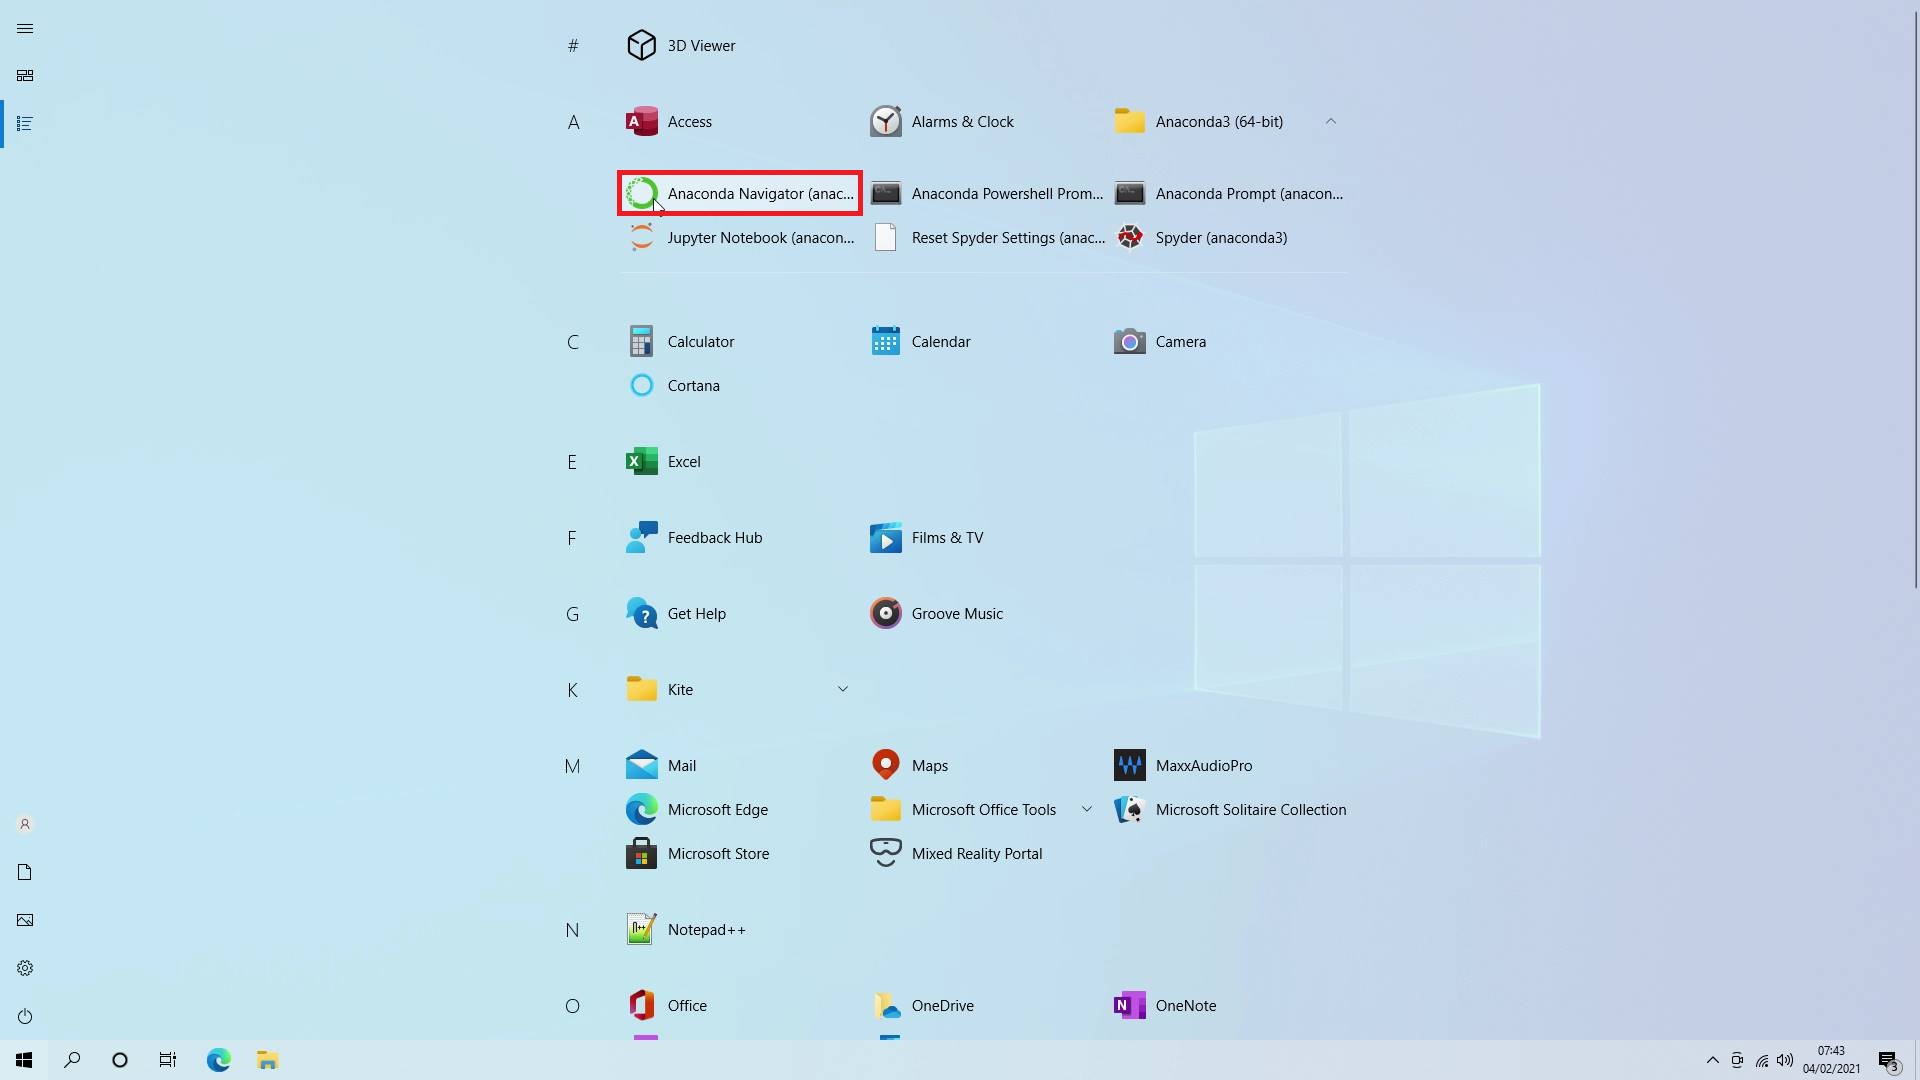 # 3D Viewer
A Access Alarms & Clock Anaconda3 (64-bit)
Anaconda Navigator (anac... Anaconda Powershell Prom... Anaconda Prompt (anacon...
Jupyter Notebook (anacon... Reset Spyder Settings (anac... Spyder (anaconda3)
C Calculator Calendar Camera
Cortana
E Excel
F Feedback Hub Films & TV
G Get Help Groove Music
K Kite
M Mail Maps MaxxAudioPro
Microsoft Edge Microsoft Office Tools Microsoft Solitaire Collection
Microsoft Store Mixed Reality Portal
N Notepad++
O Office OneDrive OneNote
07:43
04/02/2021
3